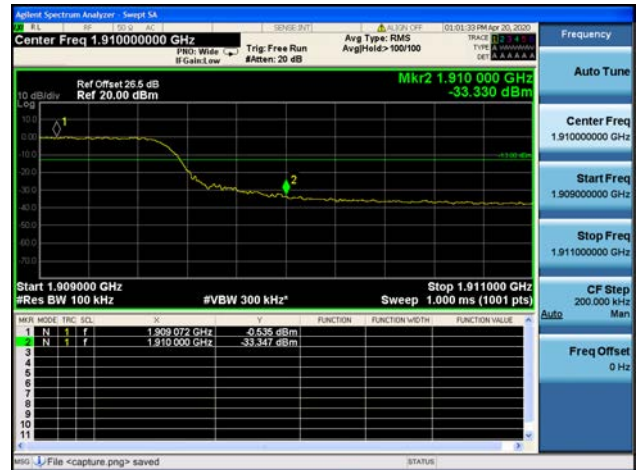 Agilent Spectrum Analyzer - Swept SA
RL RF 50 Ω AC SENSE:INT ALIGN OFF 01:01:33 PM Apr 20, 2020
Center Freq 1.910000000 GHz
PNO: Wide
IFGain:Low
Trig: Free Run
#Atten: 20 dB
Avg Type: RMS
Avg|Hold:> 100/100
TRACE 1 2 3 4 5 6
TYPE
DET A A A A A A
Frequency
Mkr2 1.910 000 GHz
-33.330 dBm
Ref Offset 26.5 dB
10 dB/div Ref 20.00 dBm
Log
10.0
0.00
-10.0
-20.0
-30.0
-40.0
-50.0
-60.0
-70.0
1
2
-13.00 dBm
Start 1.909000 GHz Stop 1.911000 GHz
#Res BW 100 kHz #VBW 300 kHz* Sweep 1.000 ms (1001 pts)
MKR MODE TRC SCL X Y FUNCTION FUNCTION WIDTH FUNCTION VALUE
1 N 1 f 1.909 072 GHz -0.535 dBm
2 N 1 f 1.910 000 GHz -33.347 dBm
3
4
5
6
7
8
9
10
11
MSG File <capture.png> saved STATUS
Auto Tune
Center Freq
1.910000000 GHz
Start Freq
1.909000000 GHz
Stop Freq
1.911000000 GHz
CF Step
200.000 kHz
Auto Man
Freq Offset
0 Hz